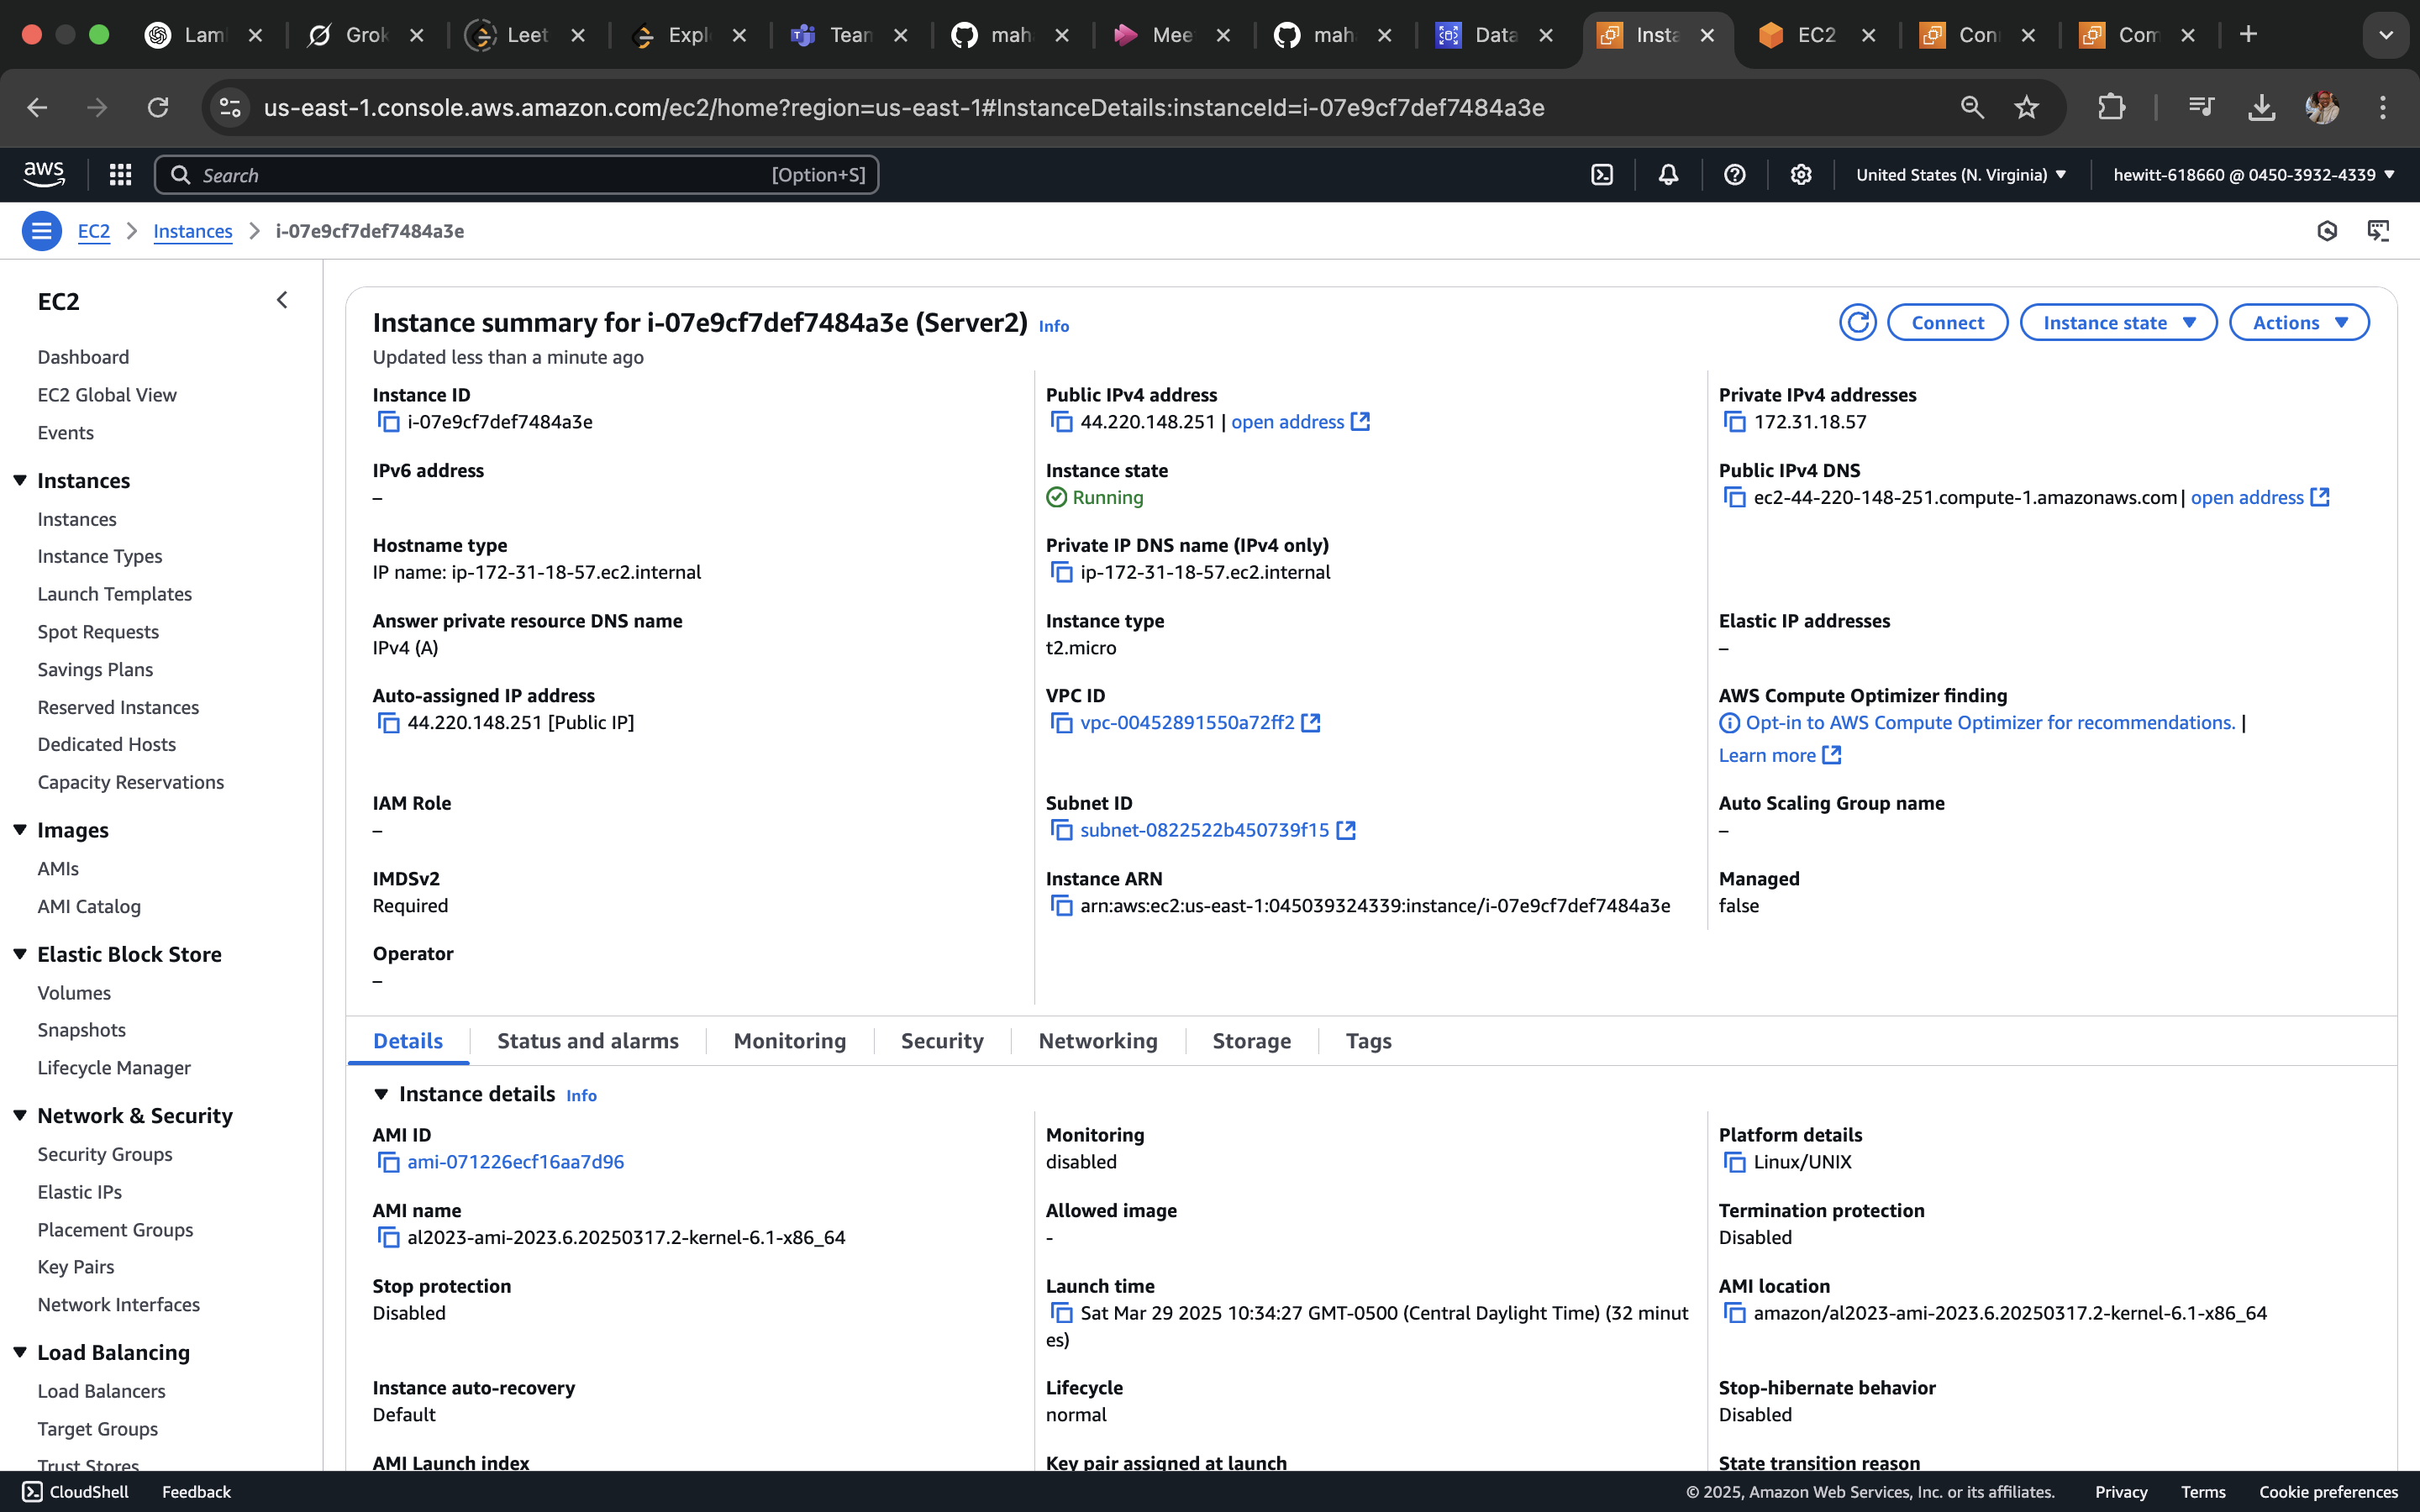 Lam
Grok
Leet
Expl
Team
mah
Mee
mah
Data
Insta
EC2
Con
Com
us-east-1.console.aws.amazon.com/ec2/home?region=us-east-1#InstanceDetails:instanceId=i-07e9cf7def7484a3e
aws
Search
[Option+S]
United States (N. Virginia)
hewitt-618660 @ 0450-3932-4339
EC2
Instances
i-07e9cf7def7484a3e
EC2
Dashboard
EC2 Global View
Events
Instances
Instances
Instance Types
Launch Templates
Spot Requests
Savings Plans
Reserved Instances
Dedicated Hosts
Capacity Reservations
Images
AMIs
AMI Catalog
Elastic Block Store
Volumes
Snapshots
Lifecycle Manager
Network & Security
Security Groups
Elastic IPs
Placement Groups
Key Pairs
Network Interfaces
Load Balancing
Load Balancers
Target Groups
Trust Stores
Instance summary for i-07e9cf7def7484a3e (Server2) Info
Updated less than a minute ago
Connect
Instance state
Actions
Instance ID
i-07e9cf7def7484a3e
Public IPv4 address
44.220.148.251 | open address
Private IPv4 addresses
172.31.18.57
IPv6 address
–
Instance state
Running
Public IPv4 DNS
ec2-44-220-148-251.compute-1.amazonaws.com | open address
Hostname type
IP name: ip-172-31-18-57.ec2.internal
Private IP DNS name (IPv4 only)
ip-172-31-18-57.ec2.internal
Answer private resource DNS name
IPv4 (A)
Instance type
t2.micro
Elastic IP addresses
–
Auto-assigned IP address
44.220.148.251 [Public IP]
VPC ID
vpc-00452891550a72ff2
AWS Compute Optimizer finding
Opt-in to AWS Compute Optimizer for recommendations. |
Learn more
IAM Role
–
Subnet ID
subnet-0822522b450739f15
Auto Scaling Group name
–
IMDSv2
Required
Instance ARN
arn:aws:ec2:us-east-1:045039324339:instance/i-07e9cf7def7484a3e
Managed
false
Operator
–
Details
Status and alarms
Monitoring
Security
Networking
Storage
Tags
Instance details Info
AMI ID
ami-071226ecf16aa7d96
Monitoring
disabled
Platform details
Linux/UNIX
AMI name
al2023-ami-2023.6.20250317.2-kernel-6.1-x86_64
Allowed image
-
Termination protection
Disabled
Stop protection
Disabled
Launch time
Sat Mar 29 2025 10:34:27 GMT-0500 (Central Daylight Time) (32 minut
es)
AMI location
amazon/al2023-ami-2023.6.20250317.2-kernel-6.1-x86_64
Instance auto-recovery
Default
Lifecycle
normal
Stop-hibernate behavior
Disabled
AMI Launch index
Key pair assigned at launch
State transition reason
CloudShell
Feedback
© 2025, Amazon Web Services, Inc. or its affiliates.
Privacy
Terms
Cookie preferences